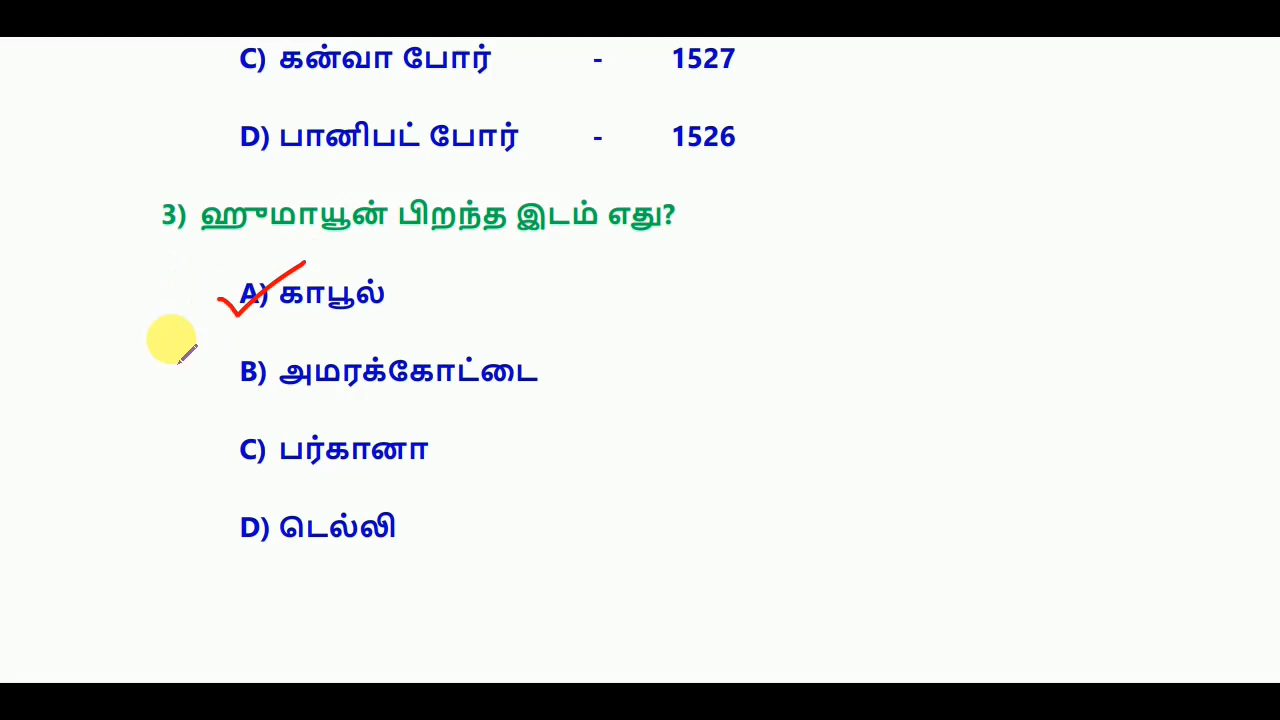 C) கன்வா போர் - 1527
D) பானிபட் போர் - 1526
3) ஹுமாயூன் பிறந்த இடம் எது?
A) காபூல்
B) அமரக்கோட்டை
C) பர்கானா
D) டெல்லி